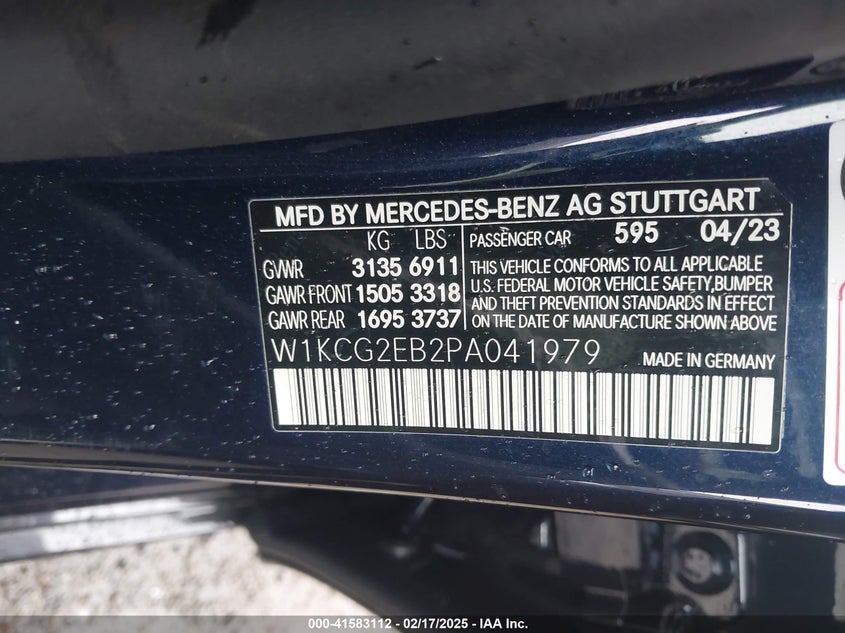 MFD BY MERCEDES-BENZ AG STUTTGART
KG LBS PASSENGER CAR 595 04/23
GVWR 3135 6911
GAWR FRONT 1505 3318
GAWR REAR 1695 3737
THIS VEHICLE CONFORMS TO ALL APPLICABLE
U.S. FEDERAL MOTOR VEHICLE SAFETY, BUMPER
AND THEFT PREVENTION STANDARDS IN EFFECT
ON THE DATE OF MANUFACTURE SHOWN ABOVE
W1KCG2EB2PA041979 MADE IN GERMANY
000-41583112 - 02/17/2025 - IAAI.COM